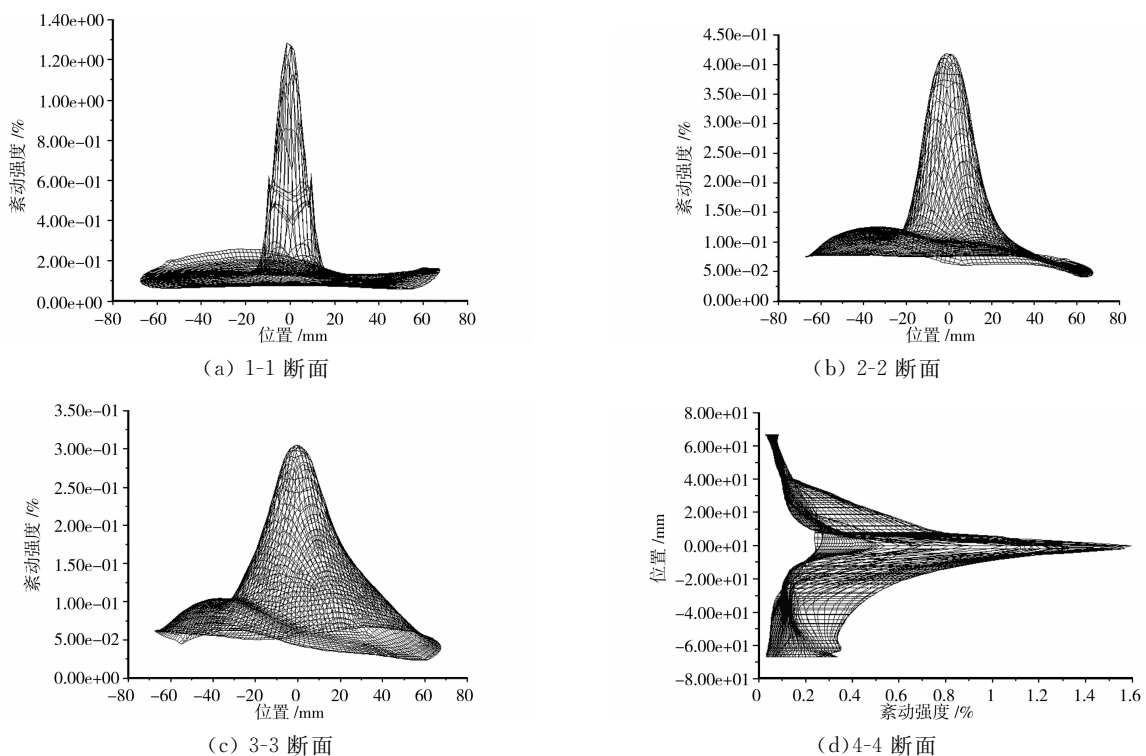 1.40e+00
1.20e+00
1.00e+00
8.00e−01
6.00e−01
4.00e−01
2.00e−01
0.00e+00
紊动强度 /%
−80 −60 −40 −20 0 20 40 60 80
位置 /mm
(a) 1-1 断面
4.50e−01
4.00e−01
3.50e−01
3.00e−01
2.00e−01
2.00e−01
1.50e−01
1.00e−01
5.00e−02
0.00e+00
紊动强度 /%
−80 −60 −40 −20 0 20 40 60 80
位置 /mm
(b) 2-2 断面
3.50e−01
3.00e−01
2.50e−01
2.00e−01
1.50e−01
1.00e−01
5.00e−02
0.00e+00
紊动强度 /%
−80 −60 −40 −20 0 20 40 60 80
位置 /mm
(c) 3-3 断面
8.00e+01
6.00e+01
4.00e+01
2.00e+01
0.00e+01
−2.00e+01
−4.00e+01
−6.00e+01
−8.00e+01
位置 /mm
0 0.2 0.4 0.6 0.8 1 1.2 1.4 1.6
紊动强度 /%
(d)4-4 断面